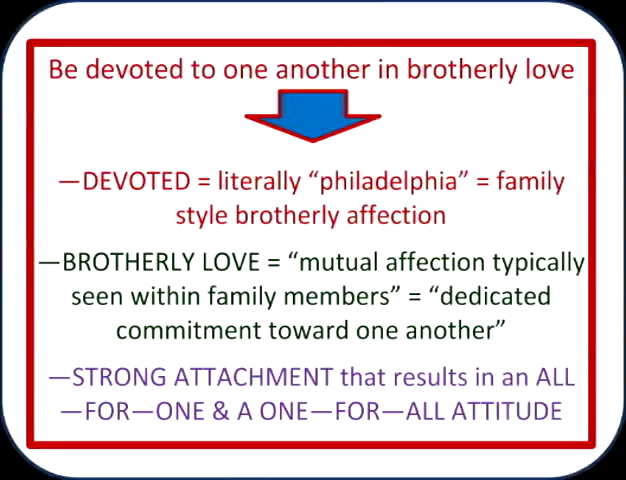 Be devoted to one another in brotherly love
—DEVOTED = literally “philadelphia” = family
style brotherly affection
—BROTHERLY LOVE = “mutual affection typically
seen within family members” = “dedicated
commitment toward one another”
—STRONG ATTACHMENT that results in an ALL
—FOR—ONE & A ONE—FOR—ALL ATTITUDE